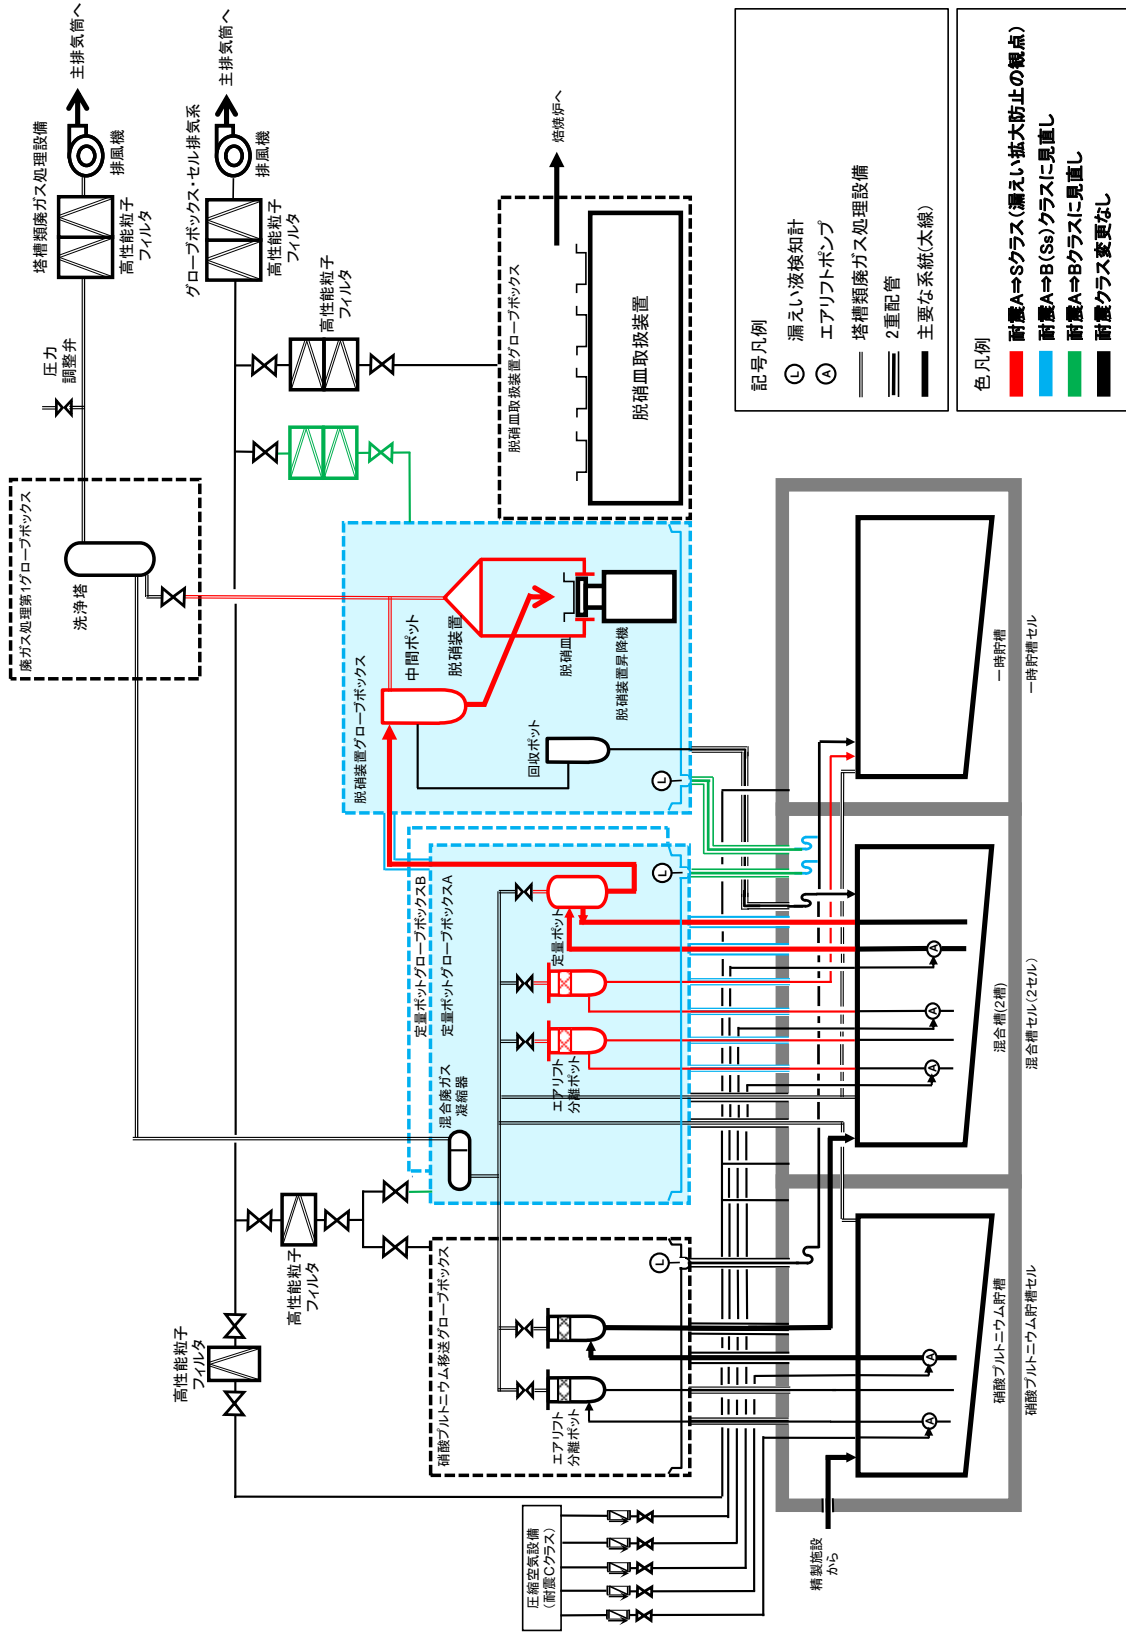 塔槽類廃ガス処理設備
高性能粒子
フィルタ
排風機
主排気筒へ
グローブボックス・セル排気系
高性能粒子
フィルタ
排風機
主排気筒へ
圧力
調整弁
廃ガス処理第1グローブボックス
洗浄塔
高性能粒子
フィルタ
高性能粒子
フィルタ
高性能粒子
フィルタ
脱硝皿取扱装置グローブボックス
脱硝皿取扱装置
焙焼炉へ
脱硝装置グローブボックス
中間ポット
脱硝装置
回収ポット
脱硝皿
脱硝装置昇降機
L
定量ポットグローブボックスB
定量ポットグローブボックスA
混合廃ガス
凝縮器
定量ポット
エアリフト
分離ポット
L
硝酸プルトニウム移送グローブボックス
エアリフト
分離ポット
L
圧縮空気設備
(耐震Cクラス)
精製施設
から
A
A
硝酸プルトニウム貯槽
硝酸プルトニウム貯槽セル
A
A
A
混合槽(2槽)
混合槽セル(2セル)
一時貯槽
一時貯槽セル
記号凡例
L 漏えい液検知計
A エアリフトポンプ
塔槽類廃ガス処理設備
2重配管
主要な系統(太線)
色凡例
耐震A⇒Sクラス(漏えい拡大防止の観点)
耐震A⇒B(Ss)クラスに見直し
耐震A⇒Bクラスに見直し
耐震クラス変更なし